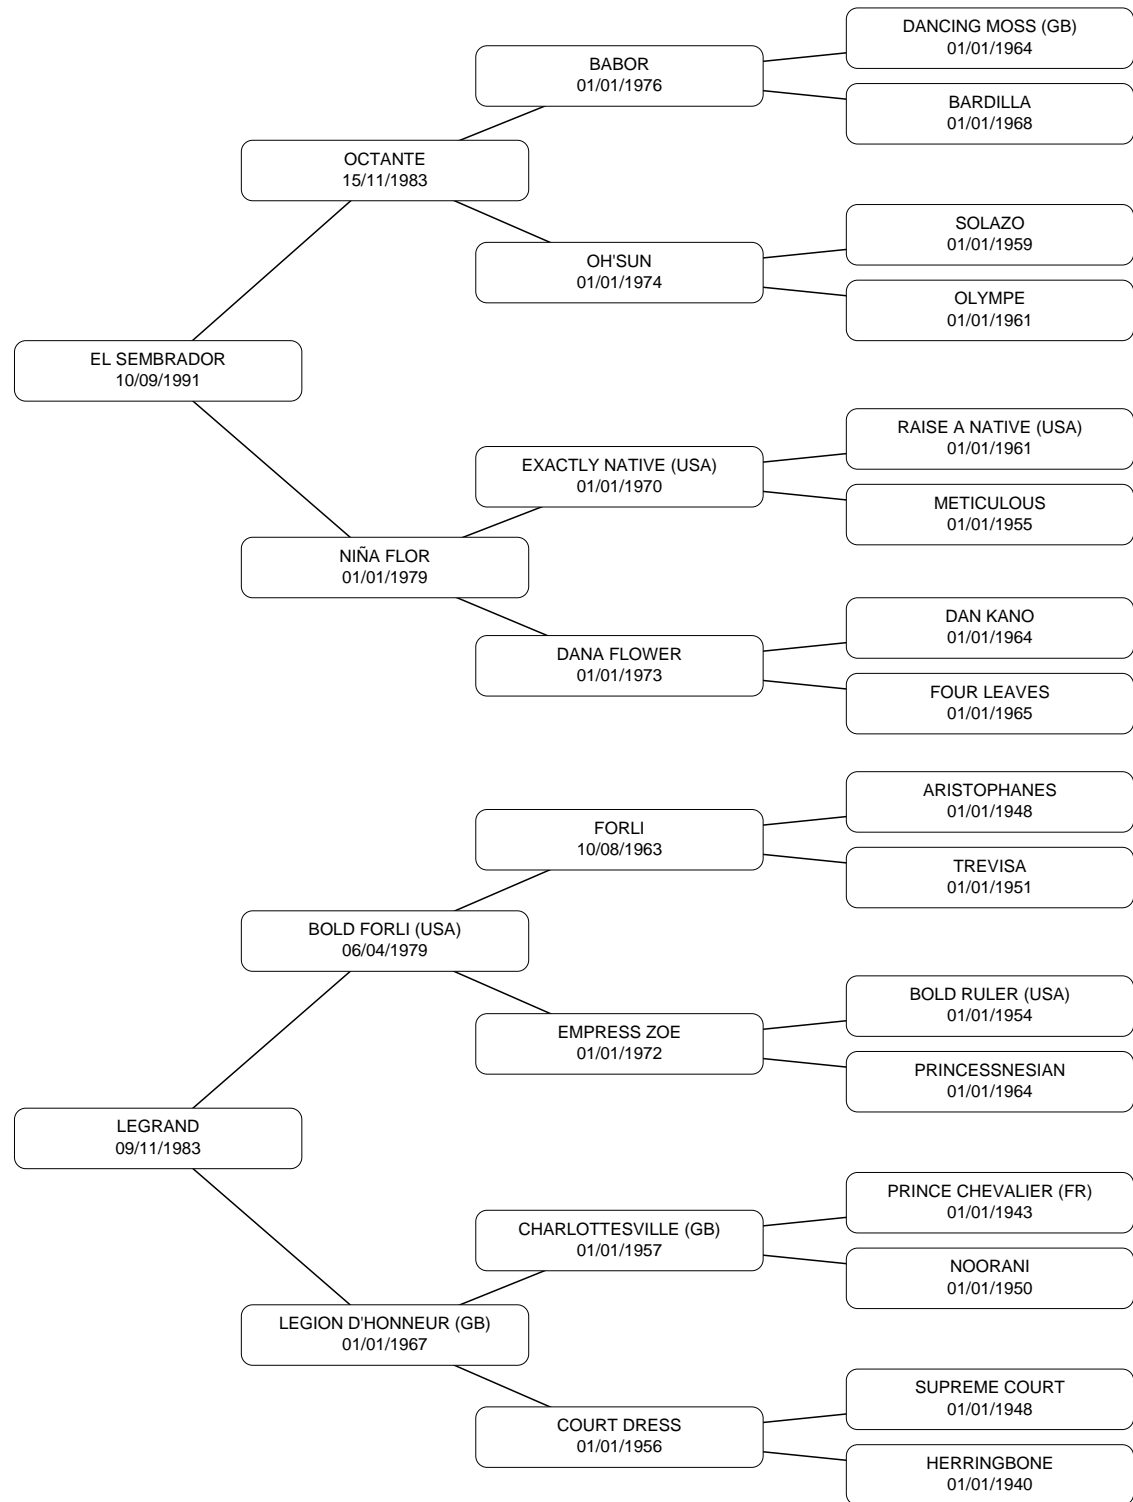 DANCING MOSS (GB)
01/01/1964
BABOR
01/01/1976
BARDILLA
01/01/1968
OCTANTE
15/11/1983
SOLAZO
01/01/1959
OH'SUN
01/01/1974
OLYMPE
01/01/1961
EL SEMBRADOR
10/09/1991
RAISE A NATIVE (USA)
01/01/1961
EXACTLY NATIVE (USA)
01/01/1970
METICULOUS
01/01/1955
NIÑA FLOR
01/01/1979
DAN KANO
01/01/1964
DANA FLOWER
01/01/1973
FOUR LEAVES
01/01/1965
ARISTOPHANES
01/01/1948
FORLI
10/08/1963
TREVISA
01/01/1951
BOLD FORLI (USA)
06/04/1979
BOLD RULER (USA)
01/01/1954
EMPRESS ZOE
01/01/1972
PRINCESSNESIAN
01/01/1964
LEGRAND
09/11/1983
PRINCE CHEVALIER (FR)
01/01/1943
CHARLOTTESVILLE (GB)
01/01/1957
NOORANI
01/01/1950
LEGION D'HONNEUR (GB)
01/01/1967
SUPREME COURT
01/01/1948
COURT DRESS
01/01/1956
HERRINGBONE
01/01/1940